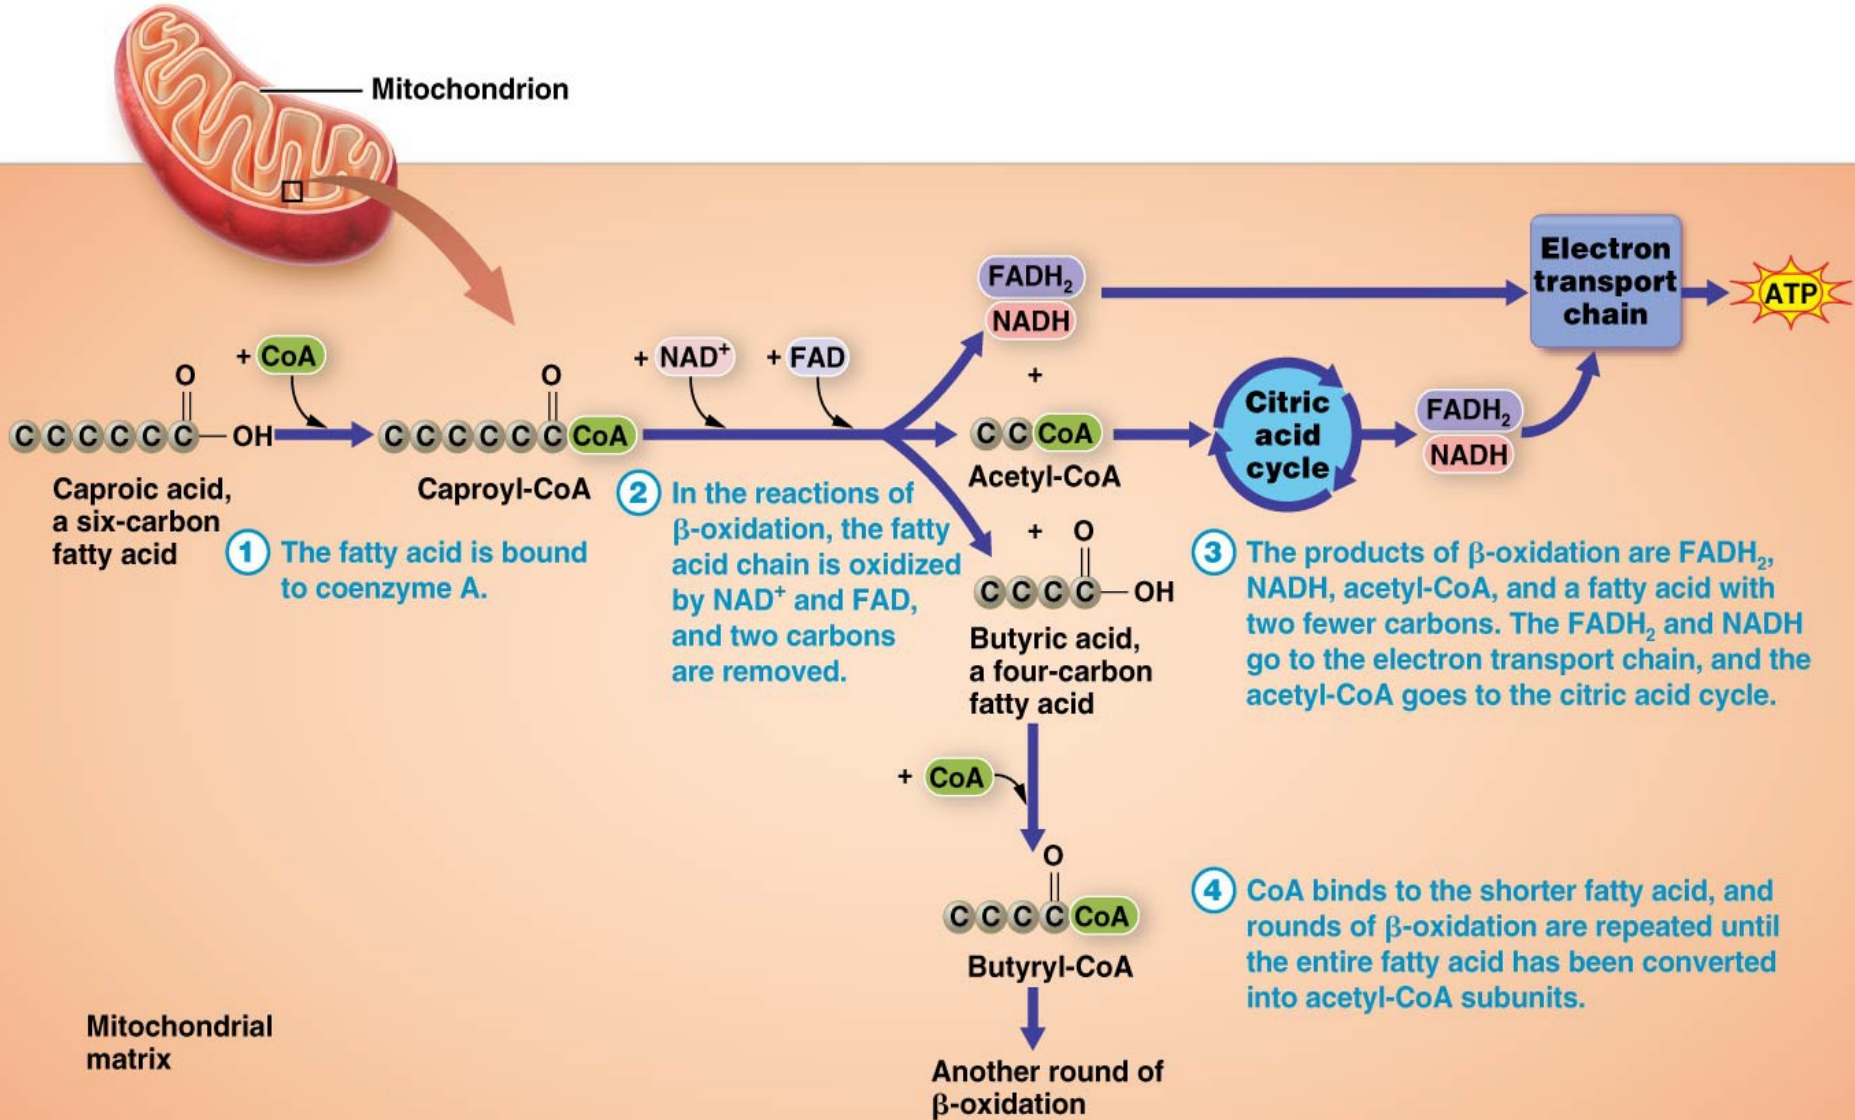 Mitochondrion
Electron
transport
chain
ATP
FADH₂
NADH
+ CoA
+ NAD⁺
+ FAD
+
O
O
C C C C C C — OH
C C C C C C CoA
C C CoA
Citric
acid
cycle
FADH₂
NADH
Caproic acid,
a six-carbon
fatty acid
Caproyl-CoA
Acetyl-CoA
1 The fatty acid is bound
to coenzyme A.
2 In the reactions of
β-oxidation, the fatty
acid chain is oxidized
by NAD⁺ and FAD,
and two carbons
are removed.
+ O
C C C C — OH
Butyric acid,
a four-carbon
fatty acid
3 The products of β-oxidation are FADH₂,
NADH, acetyl-CoA, and a fatty acid with
two fewer carbons. The FADH₂ and NADH
go to the electron transport chain, and the
acetyl-CoA goes to the citric acid cycle.
+ CoA
O
C C C C CoA
Butyryl-CoA
4 CoA binds to the shorter fatty acid, and
rounds of β-oxidation are repeated until
the entire fatty acid has been converted
into acetyl-CoA subunits.
Mitochondrial
matrix
Another round of
β-oxidation